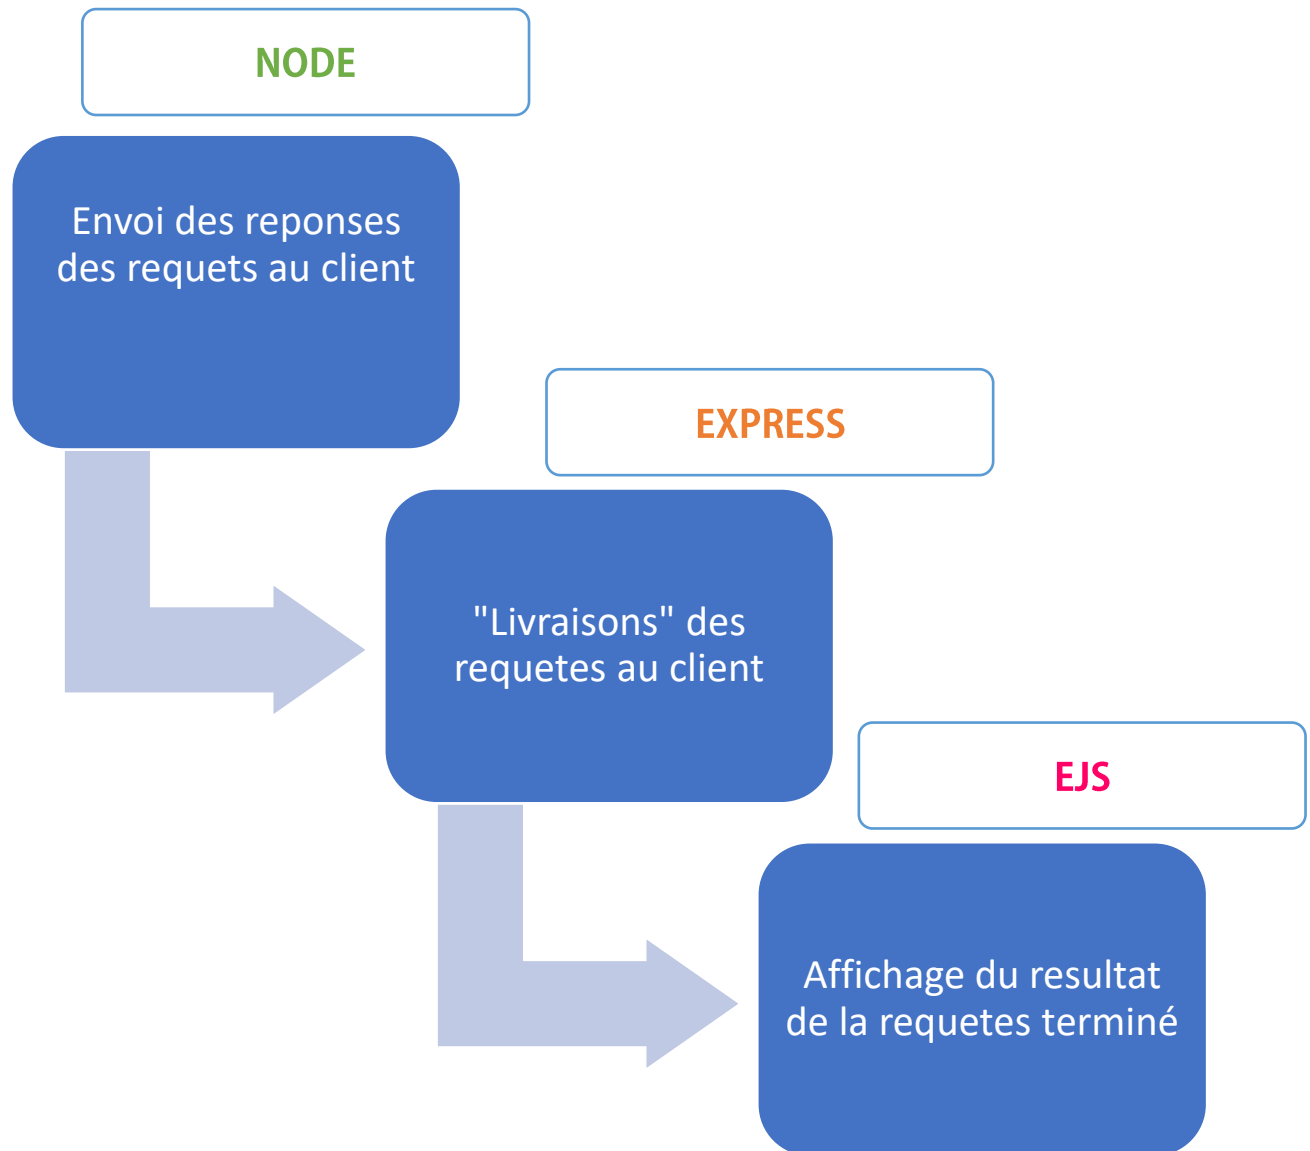 NODE
Envoi des reponses
des requets au client
EXPRESS
"Livraisons" des
requetes au client
EJS
Affichage du resultat
de la requetes terminé